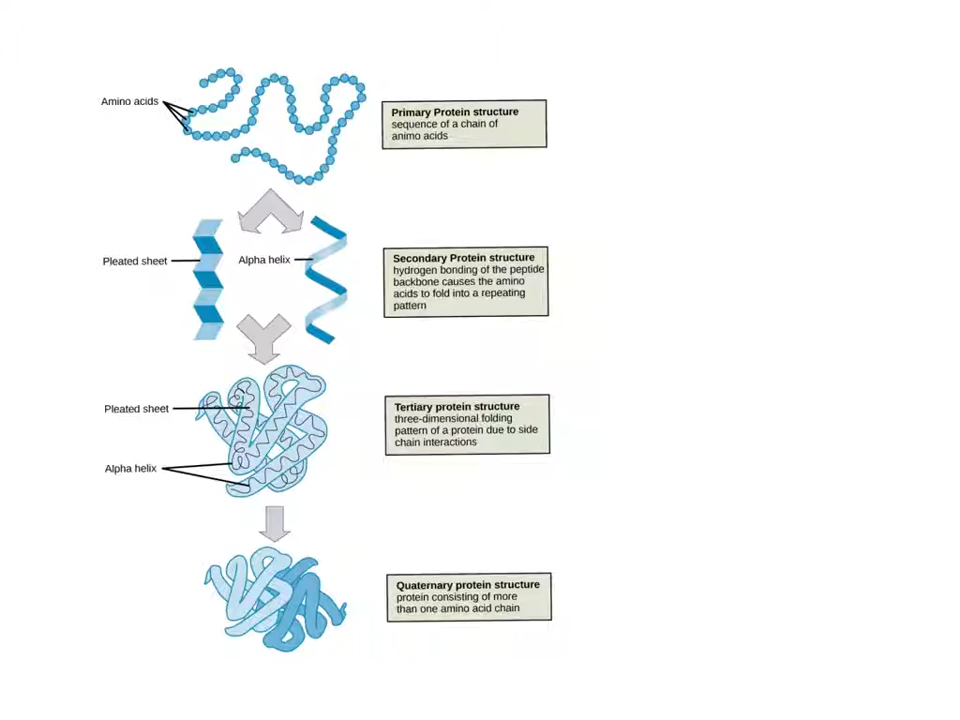 Amino acids
Primary Protein structure
sequence of a chain of
animo acids
Pleated sheet
Alpha helix
Secondary Protein structure
hydrogen bonding of the peptide
backbone causes the amino
acids to fold into a repeating
pattern
Pleated sheet
Tertiary protein structure
three-dimensional folding
pattern of a protein due to side
chain interactions
Alpha helix
Quaternary protein structure
protein consisting of more
than one amino acid chain